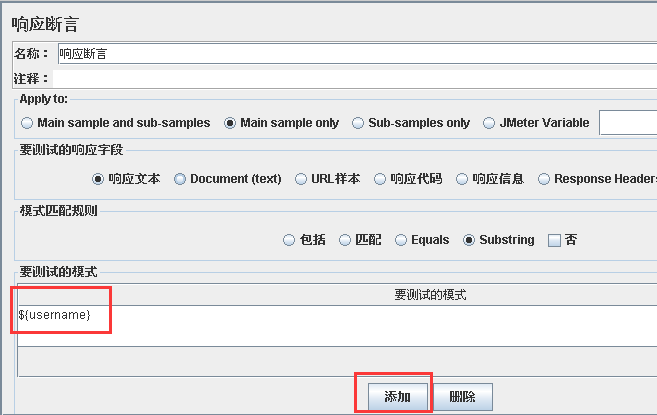 响应断言
名称： 响应断言
注释：
Apply to:
Main sample and sub-samples Main sample only Sub-samples only JMeter Variable
要测试的响应字段
响应文本 Document (text) URL样本 响应代码 响应信息 Response Headers
模式匹配规则
包括 匹配 Equals Substring 否
要测试的模式
要测试的模式
${username}
添加 删除